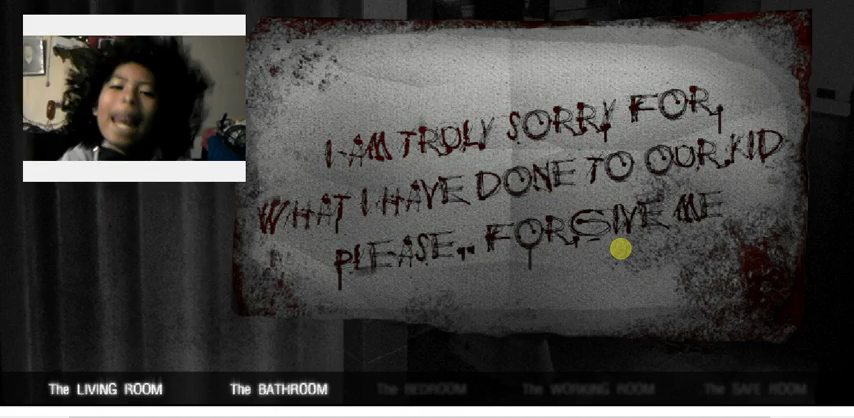 I AM TRULY SORRY FOR,
WHAT I HAVE DONE TO OUR KID
PLEASE,, FORGIVE ME
The LIVING ROOM The BATHROOM The BEDROOM The WORKING ROOM The SAFE ROOM